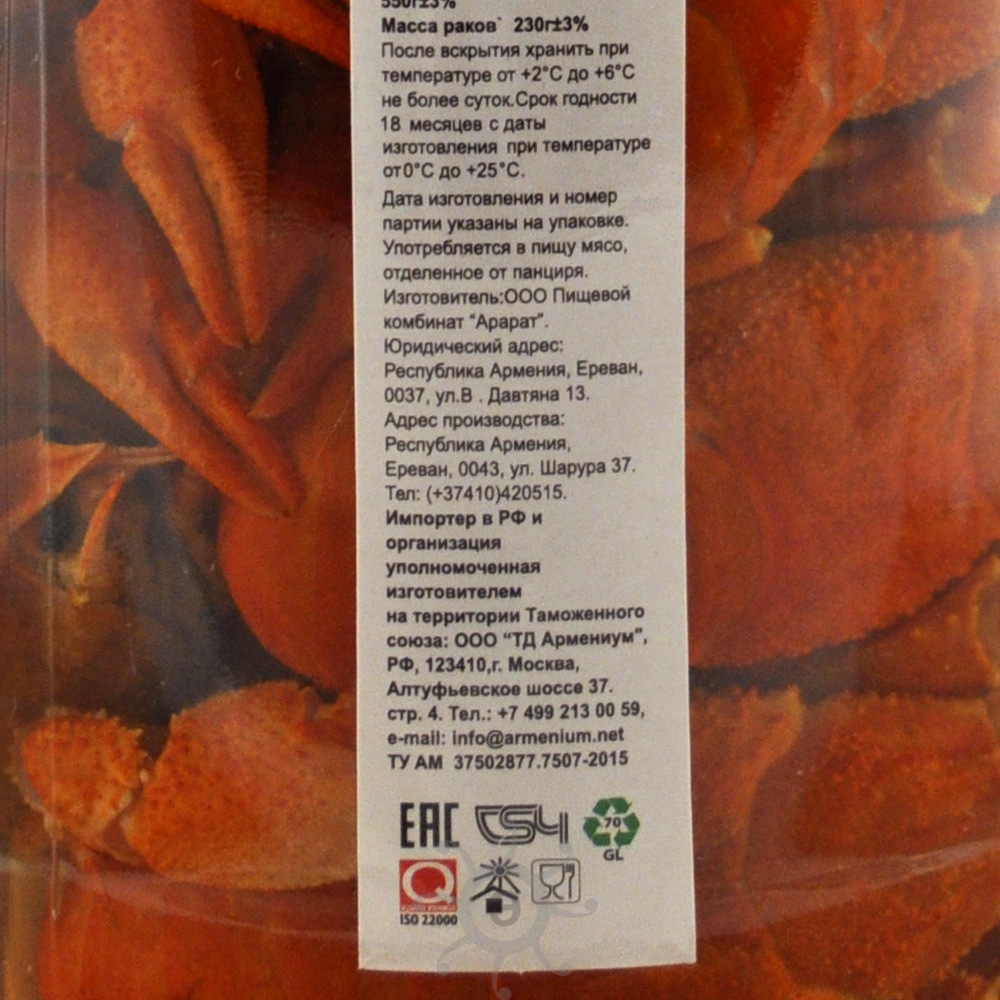 550г±3%
Масса раков` 230г±3%
После вскрытия хранить при
температуре от +2°С до +6°С
не более суток.Срок годности
18 месяцев с даты
изготовления при температуре
от0°С до +25°С.
Дата изготовления и номер
партии указаны на упаковке.
Употребляется в пищу мясо,
отделенное от панциря.
Изготовитель:ООО Пищевой
комбинат “Арарат”.
Юридический адрес:
Республика Армения, Ереван,
0037, ул.В . Давтяна 13.
Адрес производства:
Республика Армения,
Ереван, 0043, ул. Шарура 37.
Тел: (+37410)420515.
Импортер в РФ и
организация
уполномоченная
изготовителем
на территории Таможенного
союза: ООО “ТД Армениум”,
РФ, 123410,г. Москва,
Алтуфьевское шоссе 37.
стр. 4. Тел.: +7 499 213 00 59,
e-mail: info@armenium.net
ТУ АМ 37502877.7507-2015
EAC 70
GL
Q
ISO 22000